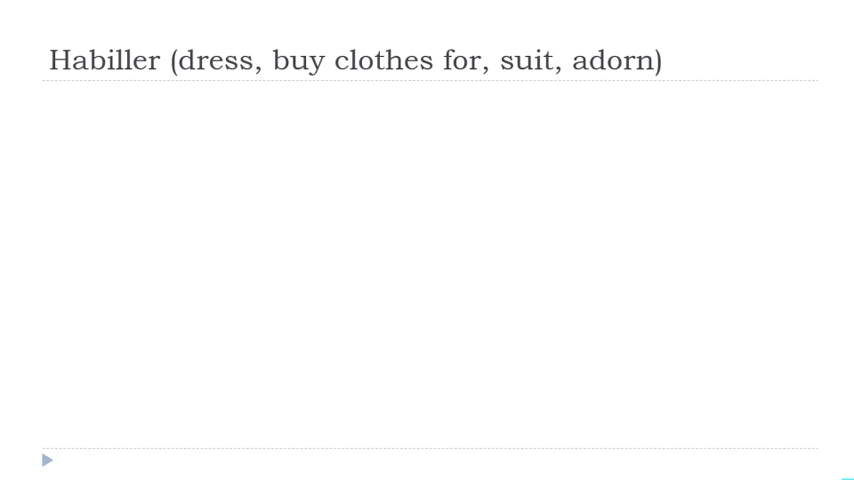 Habiller (dress, buy clothes for, suit, adorn)